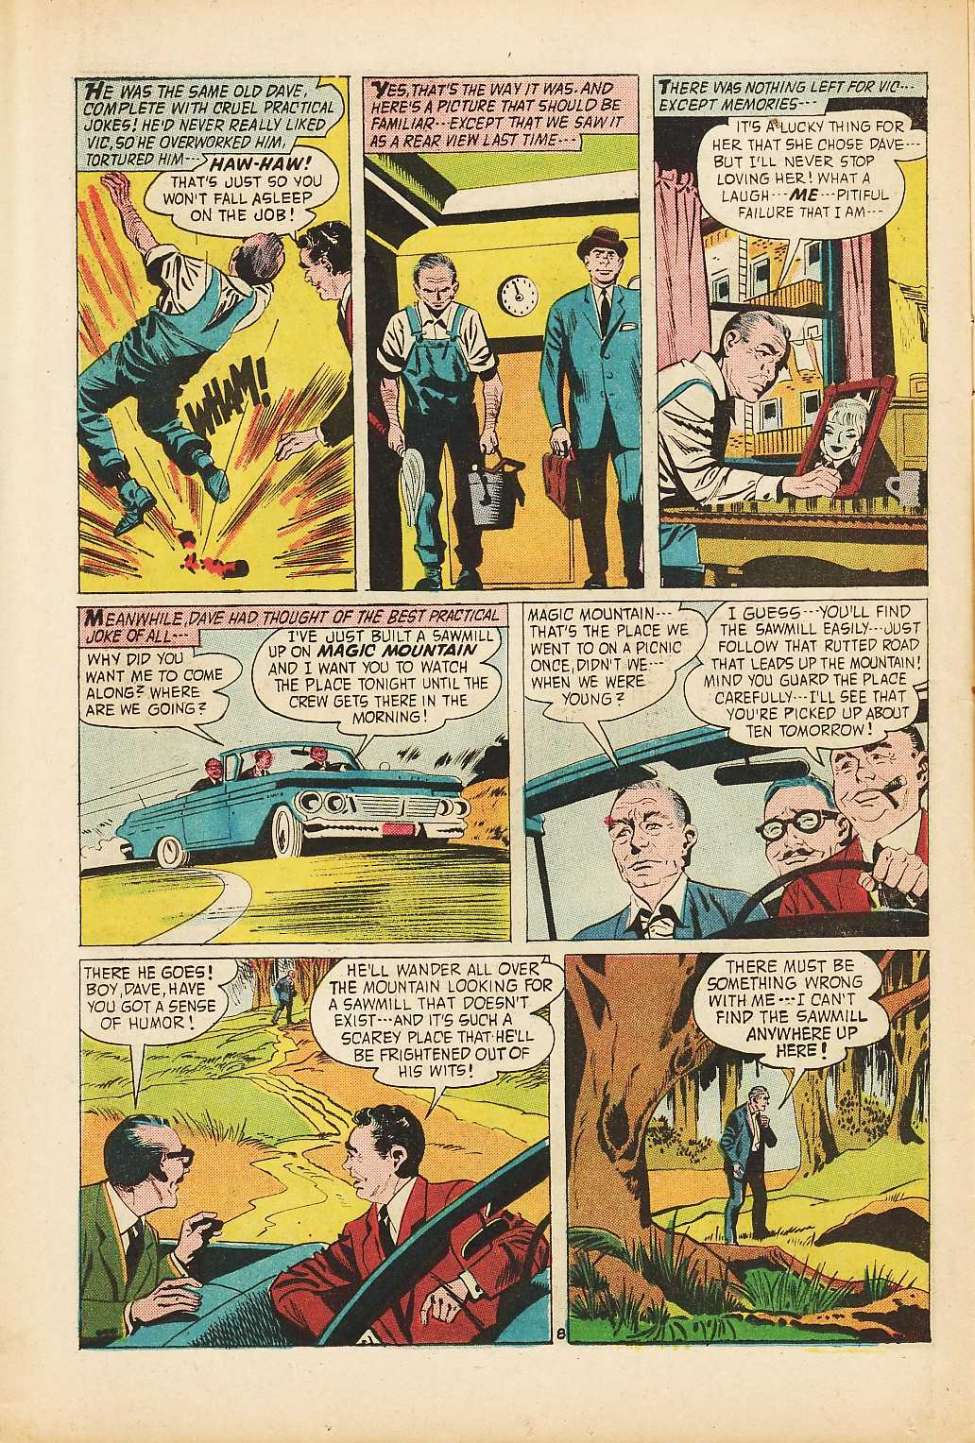 HE WAS THE SAME OLD DAVE,
COMPLETE WITH CRUEL PRACTICAL
JOKES! HE'D NEVER REALLY LIKED
VIC, SO HE OVERWORKED HIM,
TORTURED HIM---
HAW-HAW!
THAT'S JUST SO YOU
WON'T FALL ASLEEP
ON THE JOB!
WHAM!
YES, THAT'S THE WAY IT WAS. AND
HERE'S A PICTURE THAT SHOULD BE
FAMILIAR---EXCEPT THAT WE SAW IT
AS A REAR VIEW LAST TIME---
THERE WAS NOTHING LEFT FOR VIC---
EXCEPT MEMORIES---
IT'S A LUCKY THING FOR
HER THAT SHE CHOSE DAVE---
BUT I'LL NEVER STOP
LOVING HER! WHAT A
LAUGH---ME---PITIFUL
FAILURE THAT I AM---
MEANWHILE, DAVE HAD THOUGHT OF THE BEST PRACTICAL
JOKE OF ALL---
WHY DID YOU
WANT ME TO COME
ALONG? WHERE
ARE WE GOING?
I'VE JUST BUILT A SAWMILL
UP ON MAGIC MOUNTAIN
AND I WANT YOU TO WATCH
THE PLACE TONIGHT UNTIL THE
CREW GETS THERE IN THE
MORNING!
MAGIC MOUNTAIN---
THAT'S THE PLACE WE
WENT TO ON A PICNIC
ONCE, DIDN'T WE---
WHEN WE WERE
YOUNG?
I GUESS---YOU'LL FIND
THE SAWMILL EASILY---JUST
FOLLOW THAT RUTTED ROAD
THAT LEADS UP THE MOUNTAIN!
MIND YOU GUARD THE PLACE
CAREFULLY---I'LL SEE THAT
YOU'RE PICKED UP ABOUT
TEN TOMORROW!
THERE HE GOES!
BOY, DAVE, HAVE
YOU GOT A SENSE
OF HUMOR!
HE'LL WANDER ALL OVER
THE MOUNTAIN LOOKING FOR
A SAWMILL THAT DOESN'T
EXIST---AND IT'S SUCH A
SCAREY PLACE THAT HE'LL
BE FRIGHTENED OUT OF
HIS WITS!
THERE MUST BE
SOMETHING WRONG
WITH ME---I CAN'T
FIND THE SAWMILL
ANYWHERE UP
HERE!
8